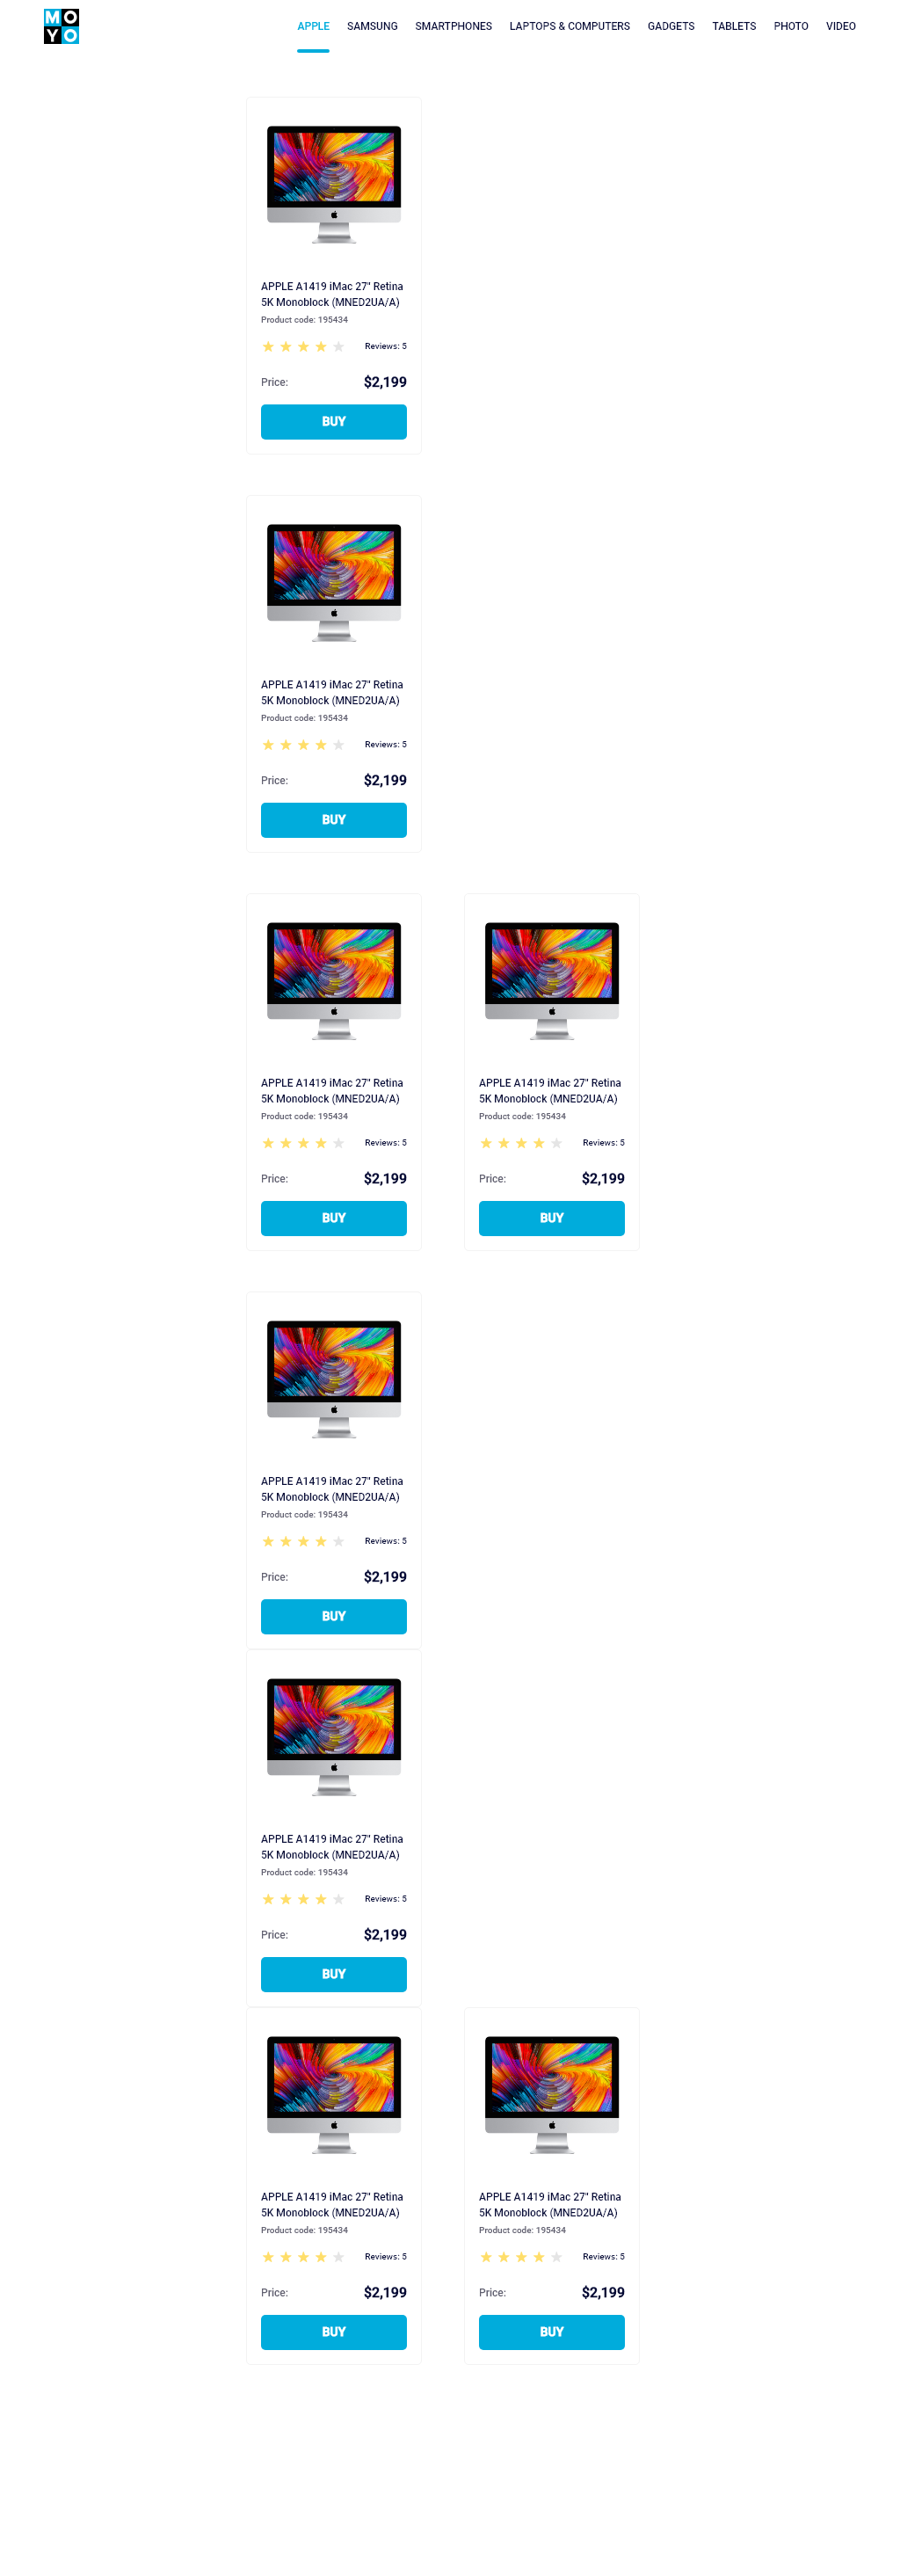 MO
YO
APPLE SAMSUNG SMARTPHONES LAPTOPS & COMPUTERS GADGETS TABLETS PHOTO VIDEO
APPLE A1419 iMac 27" Retina
5K Monoblock (MNED2UA/A)
Product code: 195434
Reviews: 5
Price: $2,199
BUY
APPLE A1419 iMac 27" Retina
5K Monoblock (MNED2UA/A)
Product code: 195434
Reviews: 5
Price: $2,199
BUY
APPLE A1419 iMac 27" Retina
5K Monoblock (MNED2UA/A)
Product code: 195434
Reviews: 5
Price: $2,199
BUY
APPLE A1419 iMac 27" Retina
5K Monoblock (MNED2UA/A)
Product code: 195434
Reviews: 5
Price: $2,199
BUY
APPLE A1419 iMac 27" Retina
5K Monoblock (MNED2UA/A)
Product code: 195434
Reviews: 5
Price: $2,199
BUY
APPLE A1419 iMac 27" Retina
5K Monoblock (MNED2UA/A)
Product code: 195434
Reviews: 5
Price: $2,199
BUY
APPLE A1419 iMac 27" Retina
5K Monoblock (MNED2UA/A)
Product code: 195434
Reviews: 5
Price: $2,199
BUY
APPLE A1419 iMac 27" Retina
5K Monoblock (MNED2UA/A)
Product code: 195434
Reviews: 5
Price: $2,199
BUY